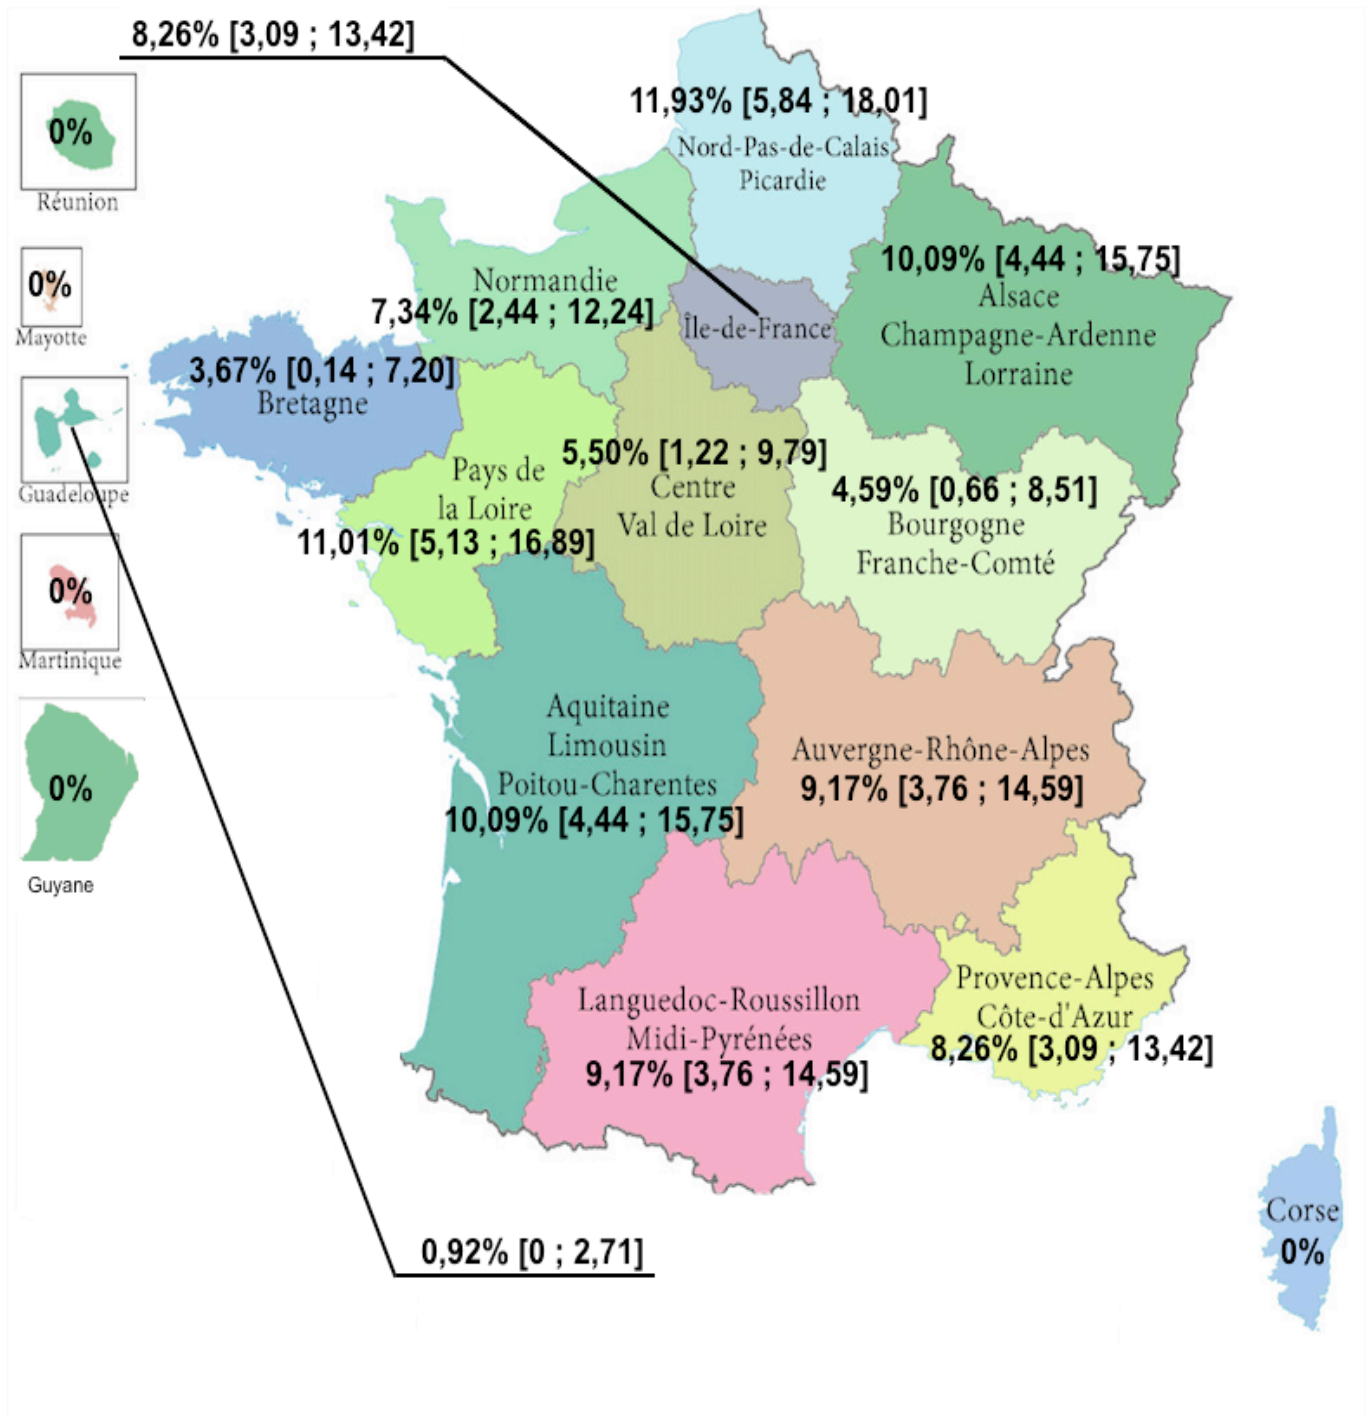 8,26% [3,09 ; 13,42]
0%
Réunion
0%
Mayotte
Guadeloupe
0%
Martinique
0%
Guyane
11,93% [5,84 ; 18,01]
Nord-Pas-de-Calais
Picardie
Normandie
7,34% [2,44 ; 12,24]
Île-de-France
10,09% [4,44 ; 15,75]
Alsace
Champagne-Ardenne
Lorraine
3,67% [0,14 ; 7,20]
Bretagne
Pays de
la Loire
11,01% [5,13 ; 16,89]
5,50% [1,22 ; 9,79]
Centre
Val de Loire
4,59% [0,66 ; 8,51]
Bourgogne
Franche-Comté
Aquitaine
Limousin
Poitou-Charentes
10,09% [4,44 ; 15,75]
Auvergne-Rhône-Alpes
9,17% [3,76 ; 14,59]
Languedoc-Roussillon
Midi-Pyrénées
9,17% [3,76 ; 14,59]
Provence-Alpes
Côte-d'Azur
8,26% [3,09 ; 13,42]
Corse
0%
0,92% [0 ; 2,71]